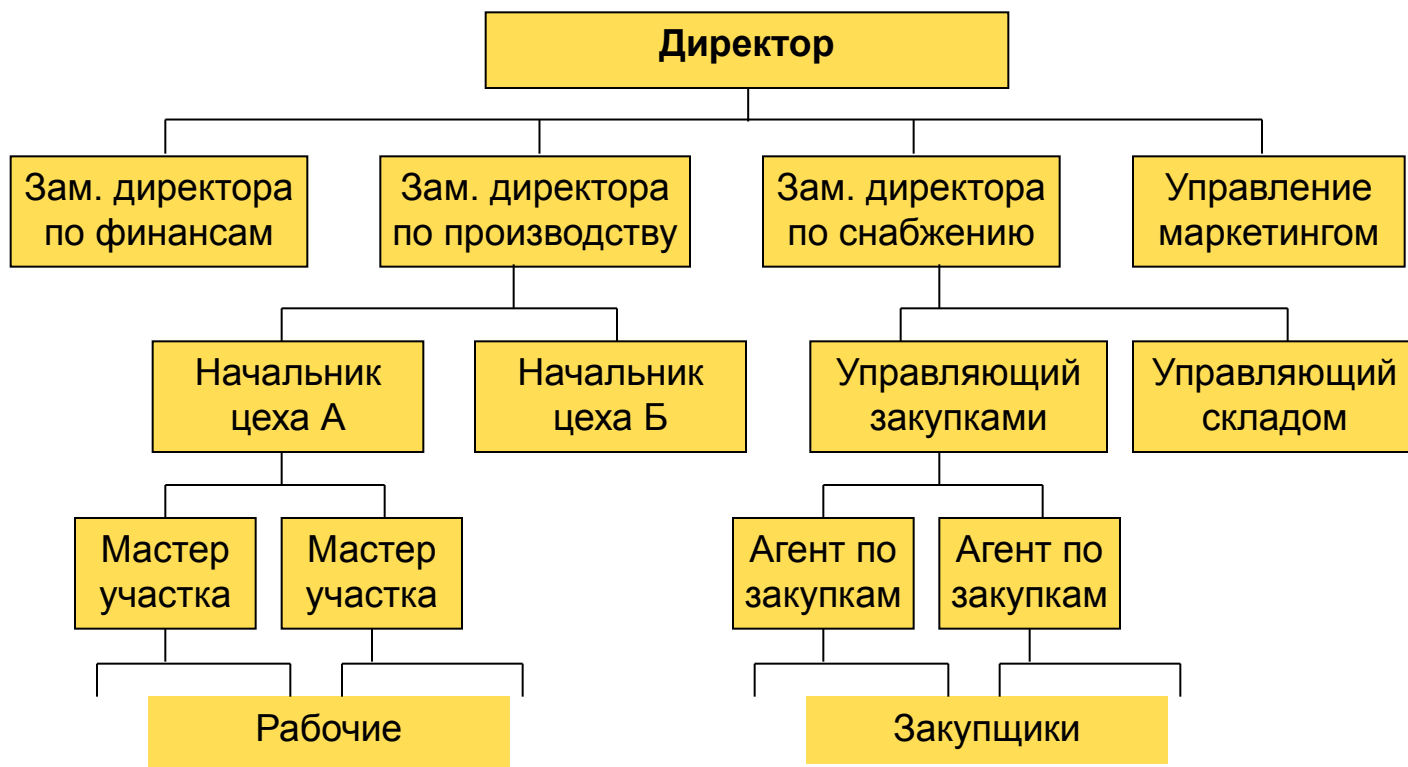 Директор
Зам. директора
по финансам
Зам. директора
по производству
Зам. директора
по снабжению
Управление
маркетингом
Начальник
цеха А
Начальник
цеха Б
Управляющий
закупками
Управляющий
складом
Мастер
участка
Мастер
участка
Агент по
закупкам
Агент по
закупкам
Рабочие
Закупщики